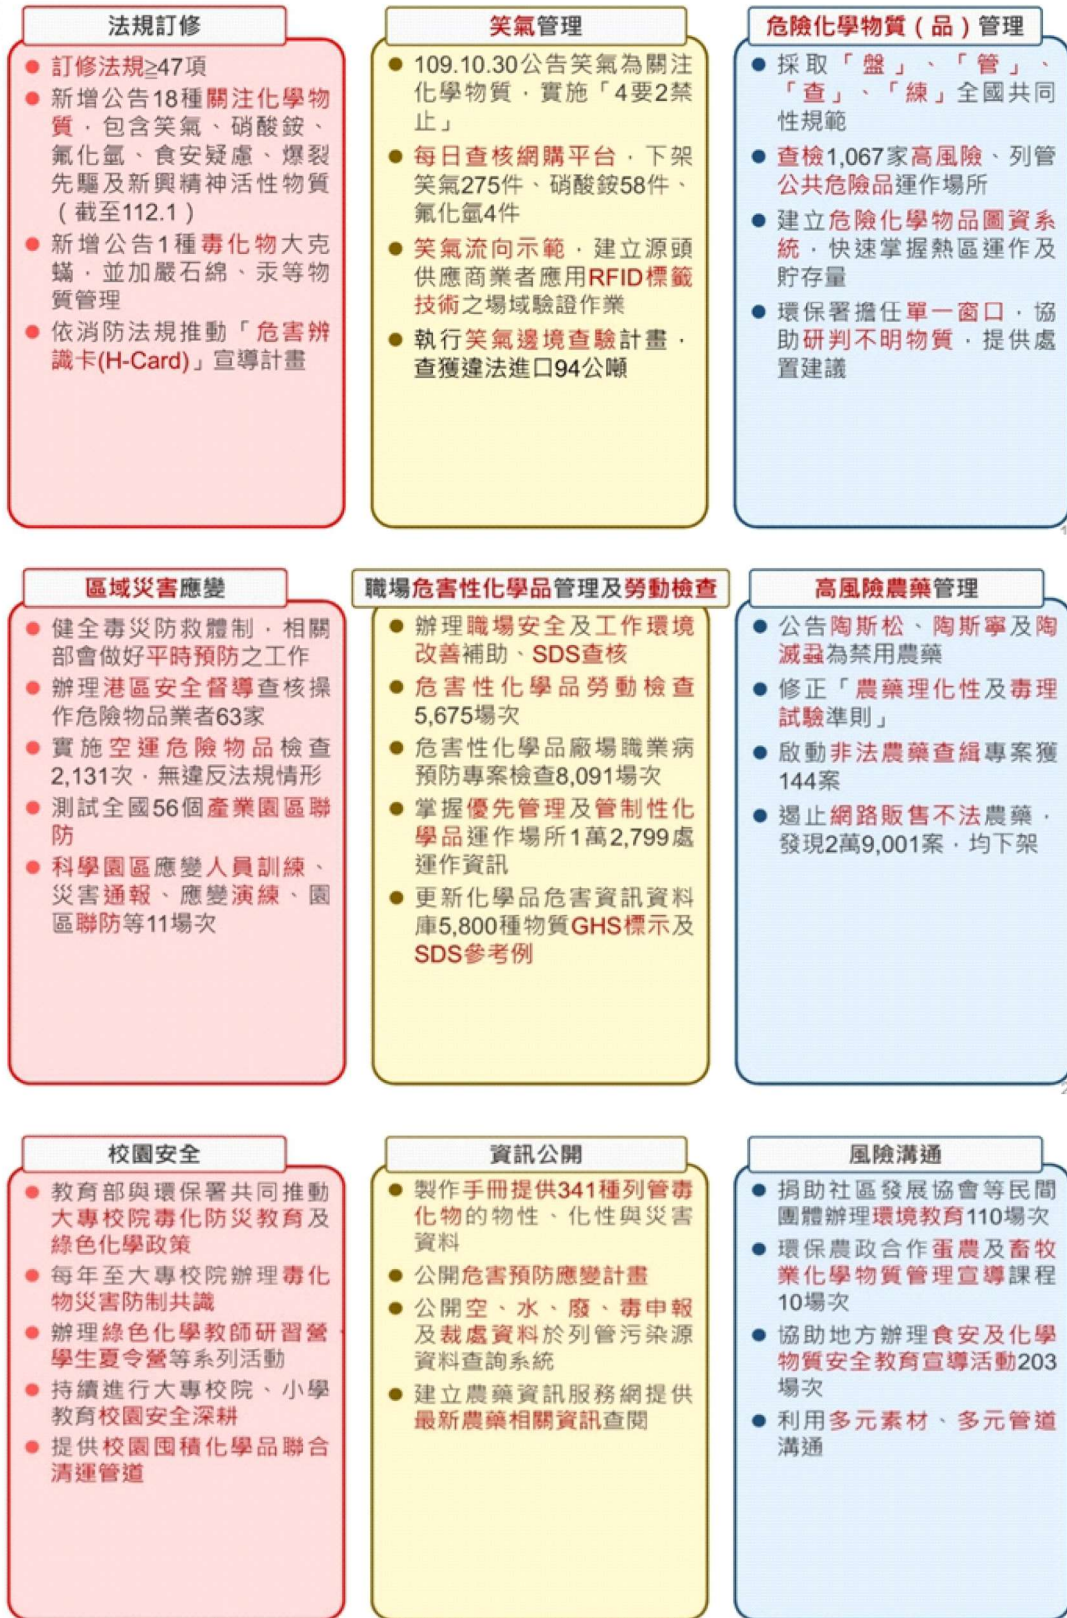 法規訂修
● 訂修法規≧47項
● 新增公告18種關注化學物
質，包含笑氣、硝酸銨、
氟化氫、食安疑慮、爆裂
先驅及新興精神活性物質
（截至112.1）
● 新增公告1種毒化物大克
蟎，並加嚴石綿、汞等物
質管理
● 依消防法規推動「危害辨
識卡(H-Card)」宣導計畫
笑氣管理
● 109.10.30公告笑氣為關注
化學物質，實施「4要2禁
止」
● 每日查核網購平台，下架
笑氣275件、硝酸銨58件、
氟化氫4件
● 笑氣流向示範，建立源頭
供應商業者應用RFID標籤
技術之場域驗證作業
● 執行笑氣邊境查驗計畫，
查獲違法進口94公噸
危險化學物質（品）管理
● 採取「盤」、「管」、
「查」、「練」全國共同
性規範
● 查檢1,067家高風險、列管
公共危險品運作場所
● 建立危險化學物品圖資系
統，快速掌握熱區運作及
貯存量
● 環保署擔任單一窗口，協
助研判不明物質，提供處
置建議
1
區域災害應變
● 健全毒災防救體制，相關
部會做好平時預防之工作
● 辦理港區安全督導查核操
作危險物品業者63家
● 實施空運危險物品檢查
2,131次，無違反法規情形
● 測試全國56個產業園區聯
防
● 科學園區應變人員訓練、
災害通報、應變演練、園
區聯防等11場次
職場危害性化學品管理及勞動檢查
● 辦理職場安全及工作環境
改善補助、SDS查核
● 危害性化學品勞動檢查
5,675場次
● 危害性化學品廠場職業病
預防專案檢查8,091場次
● 掌握優先管理及管制性化
學品運作場所1萬2,799處
運作資訊
● 更新化學品危害資訊資料
庫5,800種物質GHS標示及
SDS參考例
高風險農藥管理
● 公告陶斯松、陶斯寧及陶
滅蝨為禁用農藥
● 修正「農藥理化性及毒理
試驗準則」
● 啟動非法農藥查緝專案獲
144案
● 遏止網路販售不法農藥，
發現2萬9,001案，均下架
2
校園安全
● 教育部與環保署共同推動
大專校院毒化防災教育及
綠色化學政策
● 每年至大專校院辦理毒化
物災害防制共識
● 辦理綠色化學教師研習營、
學生夏令營等系列活動
● 持續進行大專校院、小學
教育校園安全深耕
● 提供校園囤積化學品聯合
清運管道
資訊公開
● 製作手冊提供341種列管毒
化物的物性、化性與災害
資料
● 公開危害預防應變計畫
● 公開空、水、廢、毒申報
及裁處資料於列管污染源
資料查詢系統
● 建立農藥資訊服務網提供
最新農藥相關資訊查閱
風險溝通
● 捐助社區發展協會等民間
團體辦理環境教育110場次
● 環保農政合作蛋農及畜牧
業化學物質管理宣導課程
10場次
● 協助地方辦理食安及化學
物質安全教育宣導活動203
場次
● 利用多元素材、多元管道
溝通